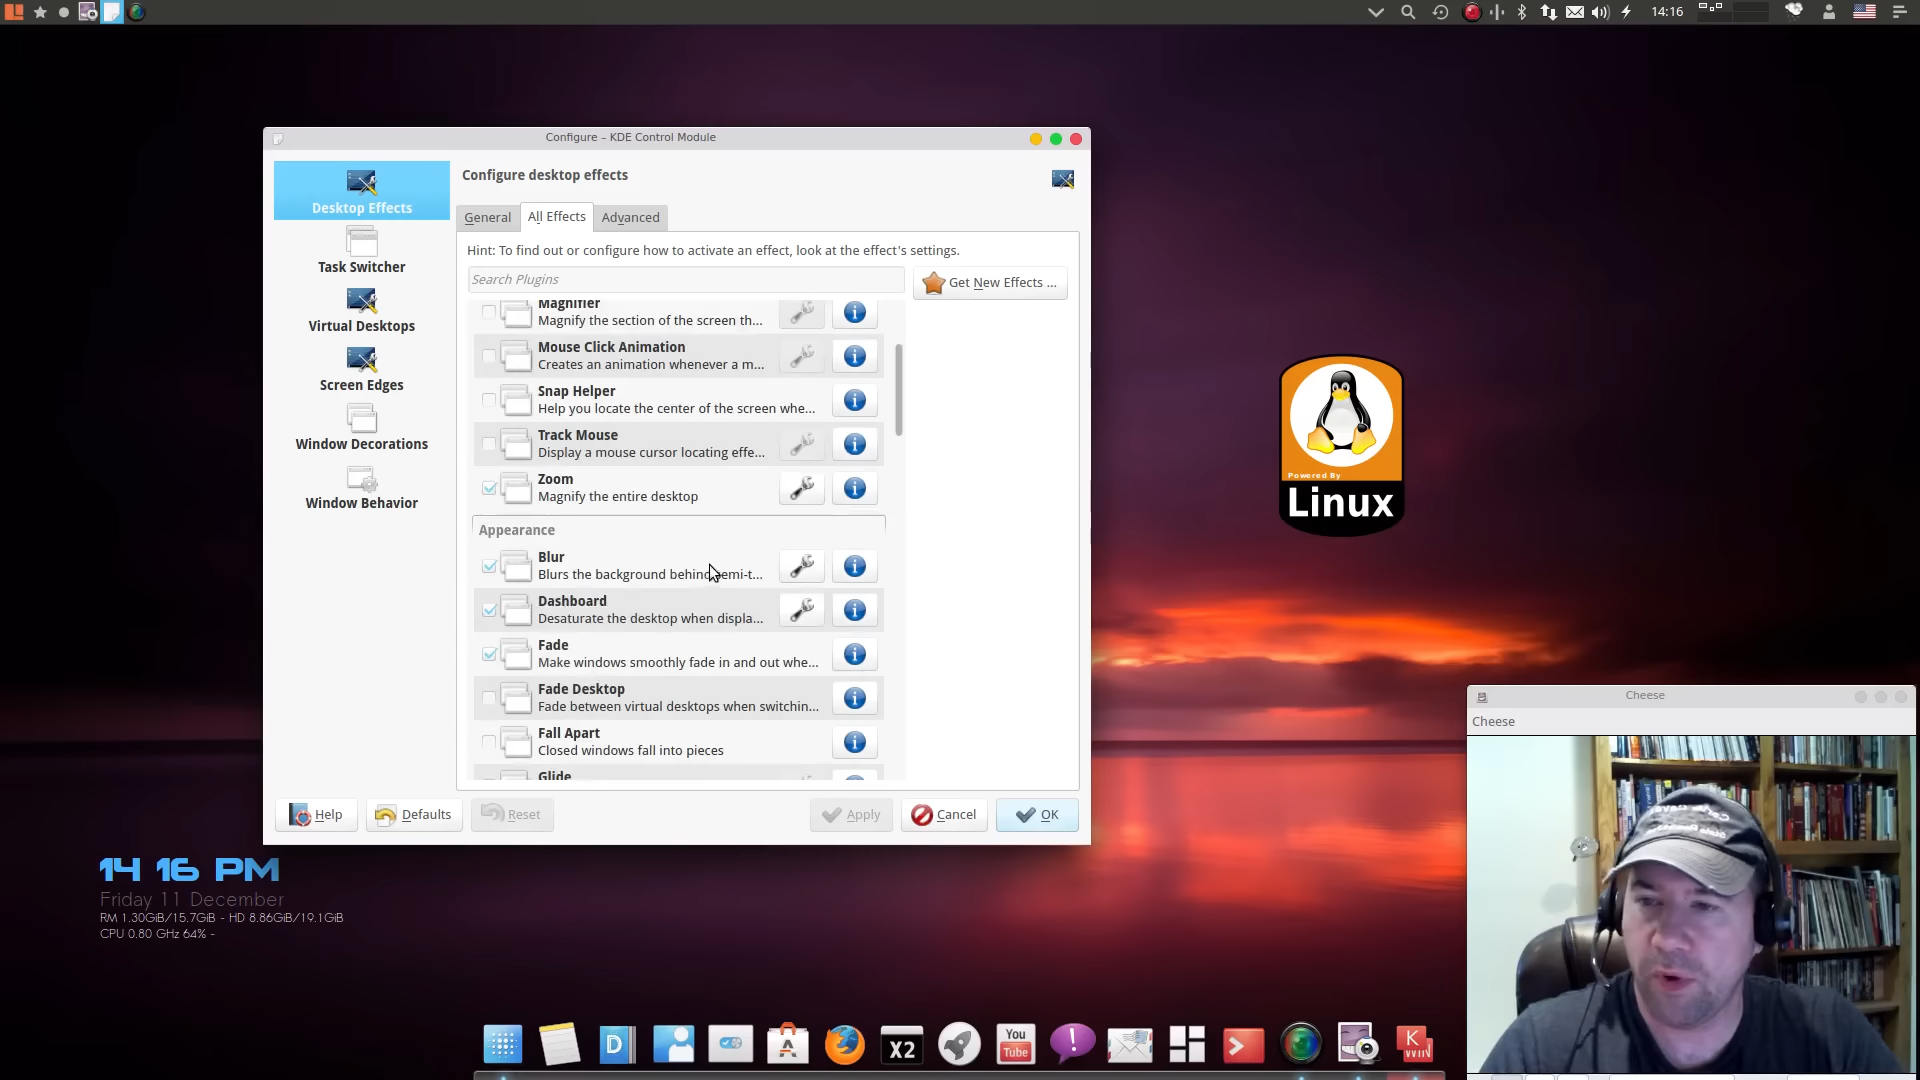 14:16
Configure – KDE Control Module
Desktop Effects
Task Switcher
Virtual Desktops
Screen Edges
Window Decorations
Window Behavior
Configure desktop effects
General
All Effects
Advanced
Hint: To find out or configure how to activate an effect, look at the effect's settings.
Search Plugins
Get New Effects ...
Magnifier
Magnify the section of the screen th...
Mouse Click Animation
Creates an animation whenever a m...
Snap Helper
Help you locate the center of the screen whe...
Track Mouse
Display a mouse cursor locating effe...
Zoom
Magnify the entire desktop
Appearance
Blur
Blurs the background behind semi-t...
Dashboard
Desaturate the desktop when displa...
Fade
Make windows smoothly fade in and out whe...
Fade Desktop
Fade between virtual desktops when switchin...
Fall Apart
Closed windows fall into pieces
Glide
Help
Defaults
Reset
Apply
Cancel
OK
Powered By
Linux
14 16 PM
Friday 11 December
RM 1.30GiB/15.7GiB - HD 8.86GiB/19.1GiB
CPU 0.80 GHz 64% -
Cheese
Cheese
D
A
X2
You
Tube
!
K
WIN